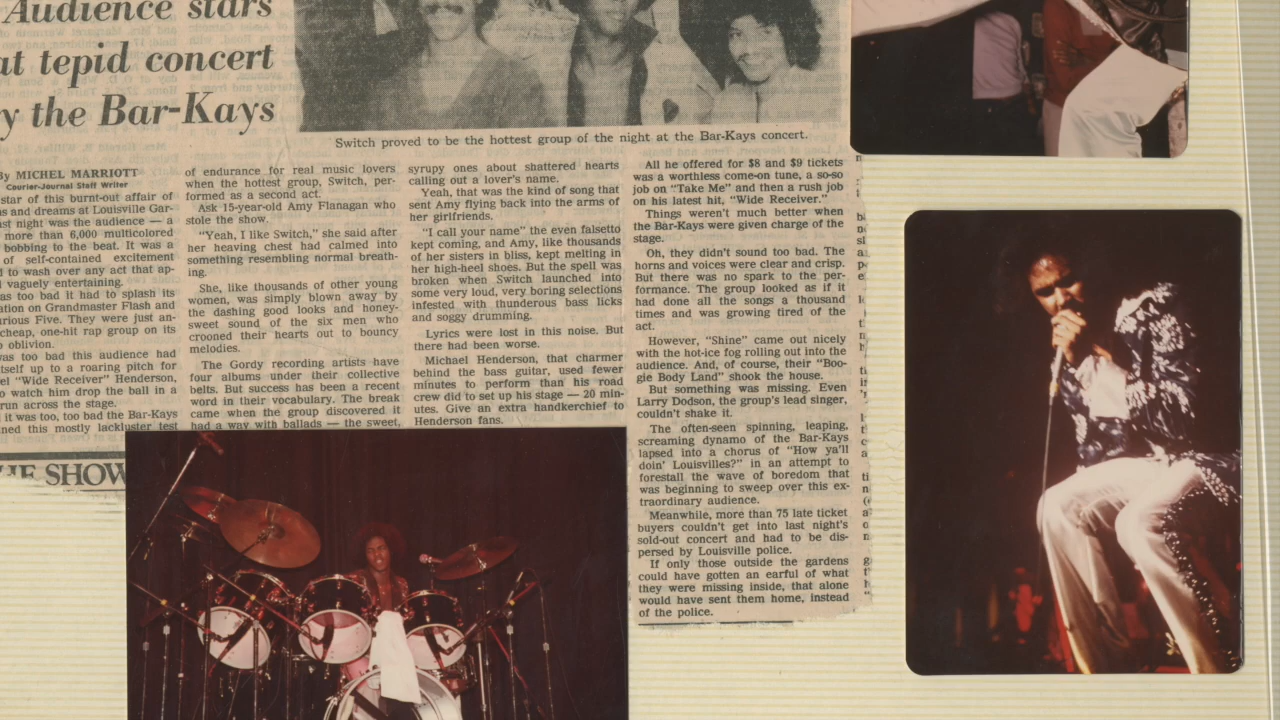 Audience stars
at tepid concert
y the Bar-Kays
Switch proved to be the hottest group of the night at the Bar-Kays concert.
By MICHEL MARRIOTT
Courier-Journal Staff Writer
star of this burnt-out affair of
s and dreams at Louisville Gar-
st night was the audience — a
more than 6,000 multicolored
bobbing to the beat. It was a
of self-contained excitement
d to wash over any act that ap-
vaguely entertaining.
as too bad it had to splash its
ation on Grandmaster Flash and
urious Five. They were just an-
cheap, one-hit rap group on its
o oblivion.
was too bad this audience had
itself up to a roaring pitch for
el "Wide Receiver" Henderson,
o watch him drop the ball in a
run across the stage.
it was too, too bad the Bar-Kays
ned this mostly lackluster test
of endurance for real music lovers
when the hottest group, Switch, per-
formed as a second act.
Ask 15-year-old Amy Flanagan who
stole the show.
"Yeah, I like Switch," she said after
her heaving chest had calmed into
something resembling normal breath-
ing.
She, like thousands of other young
women, was simply blown away by
the dashing good looks and honey-
sweet sound of the six men who
crooned their hearts out to bouncy
melodies.
The Gordy recording artists have
four albums under their collective
belts. But success has been a recent
word in their vocabulary. The break
came when the group discovered it
had a way with ballads — the sweet,
syrupy ones about shattered hearts
calling out a lover's name.
Yeah, that was the kind of song that
sent Amy flying back into the arms of
her girlfriends.
"I call your name" the even falsetto
kept coming, and Amy, like thousands
of her sisters in bliss, kept melting in
her high-heel shoes. But the spell was
broken when Switch launched into
some very loud, very boring selections
infested with thunderous bass licks
and soggy drumming.
Lyrics were lost in this noise. But
there had been worse.
Michael Henderson, that charmer
behind the bass guitar, used fewer
minutes to perform than his road
crew did to set up his stage — 20 min-
utes. Give an extra handkerchief to
Henderson fans.
All he offered for $8 and $9 tickets
was a worthless come-on tune, a so-so
job on "Take Me" and then a rush job
on his latest hit, "Wide Receiver."
Things weren't much better when
the Bar-Kays were given charge of the
stage.
Oh, they didn't sound too bad. The
horns and voices were clear and crisp.
But there was no spark to the per-
formance. The group looked as if it
had done all the songs a thousand
times and was growing tired of the
act.
However, "Shine" came out nicely
with the hot-ice fog rolling out into the
audience. And, of course, their "Boo-
gie Body Land" shook the house.
But something was missing. Even
Larry Dodson, the group's lead singer,
couldn't shake it.
The often-seen spinning, leaping,
screaming dynamo of the Bar-Kays
lapsed into a chorus of "How ya'll
doin' Louisvilles?" in an attempt to
forestall the wave of boredom that
was beginning to sweep over this ex-
traordinary audience.
Meanwhile, more than 75 late ticket
buyers couldn't get into last night's
sold-out concert and had to be dis-
persed by Louisville police.
If only those outside the gardens
could have gotten an earful of what
they were missing inside, that alone
would have sent them home, instead
of the police.
HE SHOW